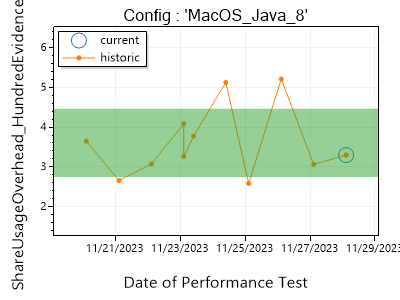 Config : 'MacOS_Java_8'
current
historic
ShareUsageOverhead_HundredEvidence
6
5
4
3
2
11/21/2023
11/23/2023
11/25/2023
11/27/2023
11/29/2023
Date of Performance Test